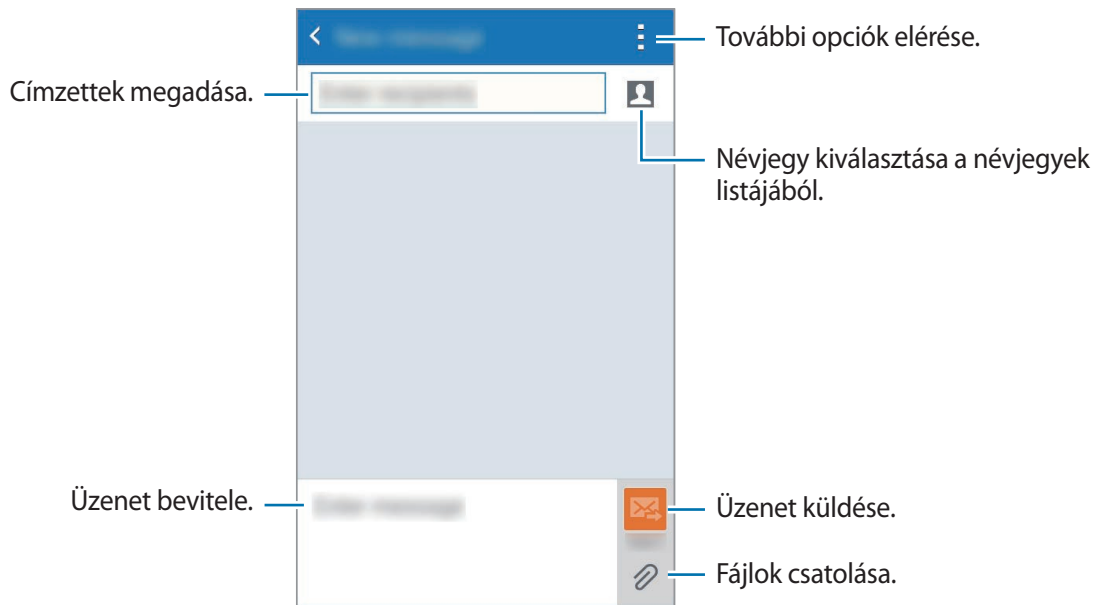 További opciók elérése.
Címzettek megadása.
Névjegy kiválasztása a névjegyek
listájából.
Üzenet bevitele.
Üzenet küldése.
Fájlok csatolása.